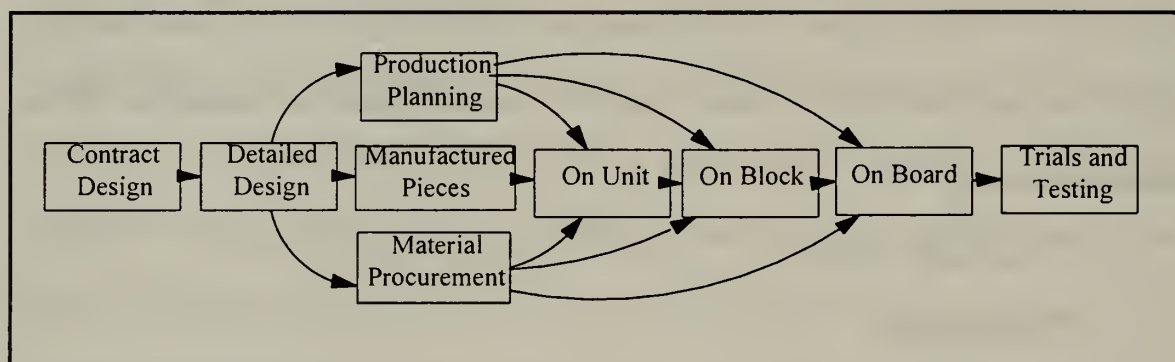 Contract
Design
Detailed
Design
Production
Planning
Manufactured
Pieces
Material
Procurement
On Unit
On Block
On Board
Trials and
Testing